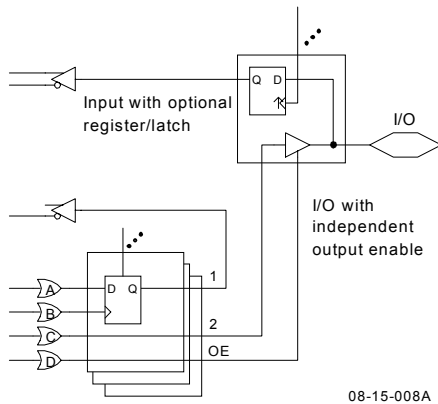 Q D
Input with optional
register/latch
I/O
I/O with
independent
output enable
A
D Q
1
B
C
2
D
OE
08-15-008A